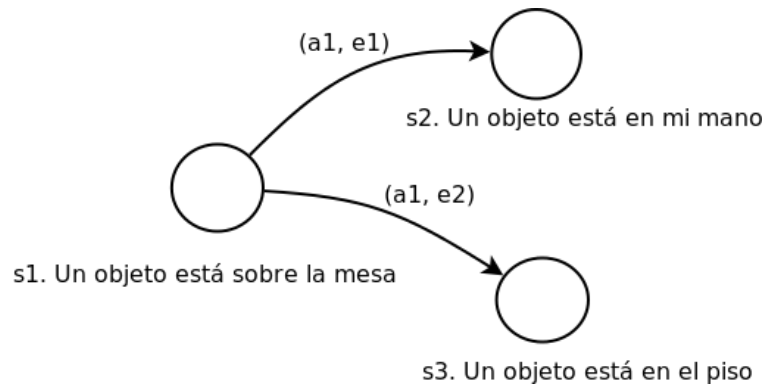 (a1, e1)
s2. Un objeto está en mi mano
(a1, e2)
s1. Un objeto está sobre la mesa
s3. Un objeto está en el piso